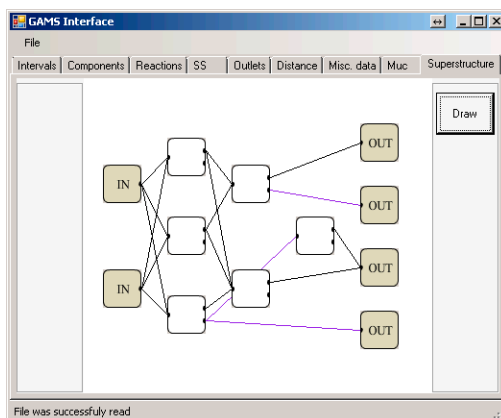 GAMS Interface
File
Intervals Components Reactions SS Outlets Distance Misc. data Muc Superstructure
Draw
OUT
IN
OUT
OUT
IN
OUT
File was successfuly read